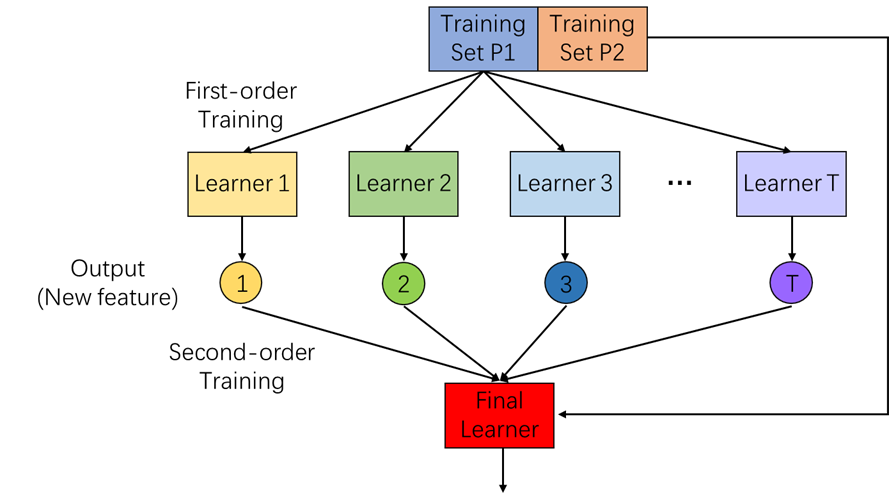 Training
Set P1
Training
Set P2
First-order
Training
Learner 1
Learner 2
Learner 3
...
Learner T
Output
(New feature)
1
2
3
T
Second-order
Training
Final
Learner